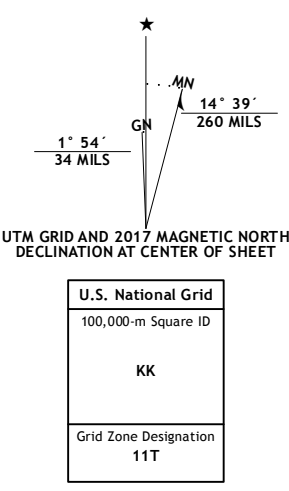 MN
GN
14° 39´
260 MILS
1° 54´
34 MILS
UTM GRID AND 2017 MAGNETIC NORTH
DECLINATION AT CENTER OF SHEET
U.S. National Grid
100,000-m Square ID
KK
Grid Zone Designation
11T